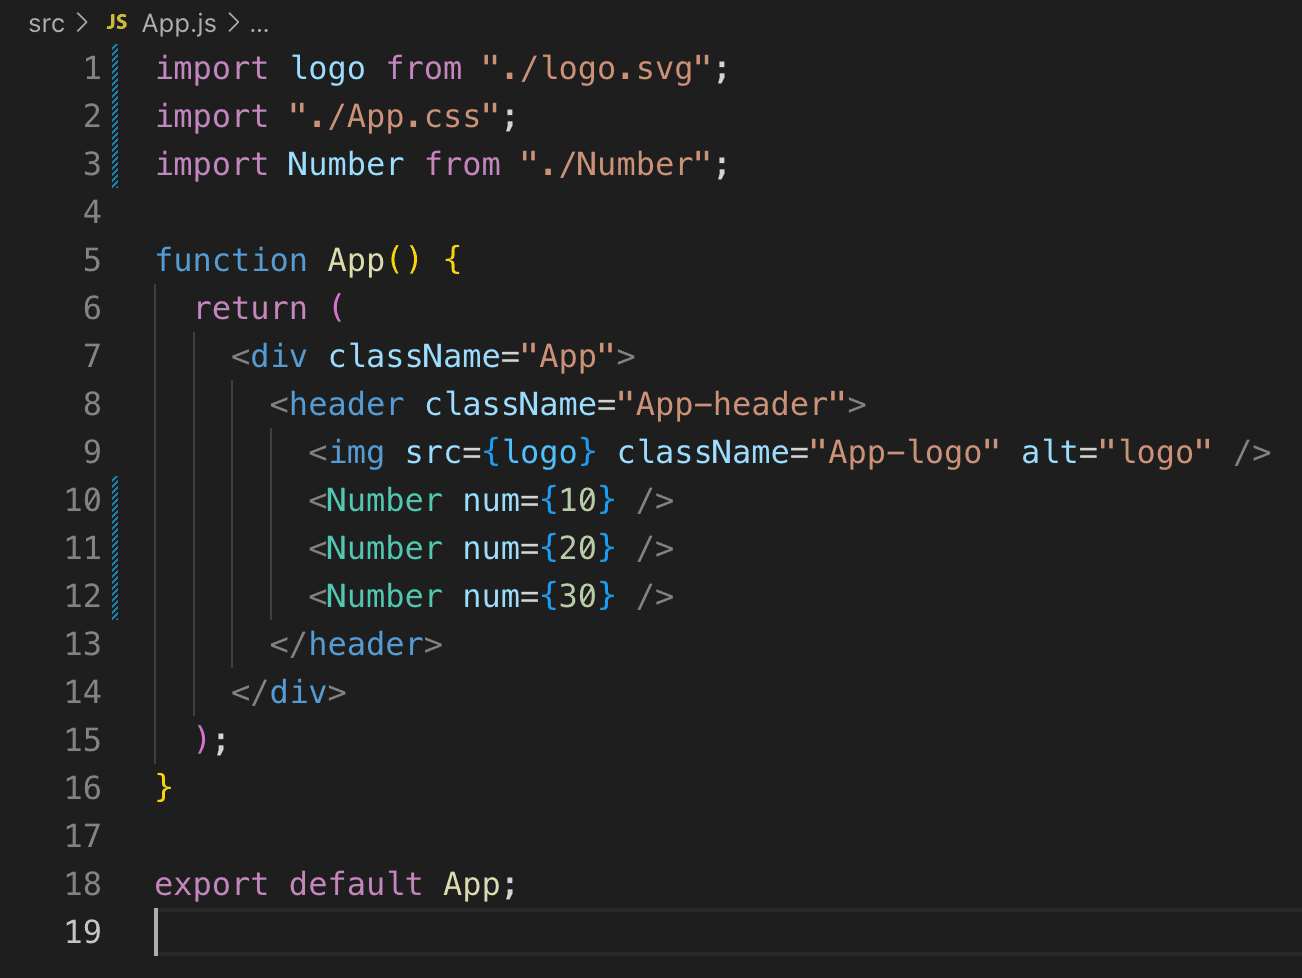 src > JS App.js > ...
1 import logo from "./logo.svg";
2 import "./App.css";
3 import Number from "./Number";
4
5 function App() {
6   return (
7     <div className="App">
8       <header className="App-header">
9         <img src={logo} className="App-logo" alt="logo" />
10         <Number num={10} />
11         <Number num={20} />
12         <Number num={30} />
13       </header>
14     </div>
15   );
16 }
17
18 export default App;
19